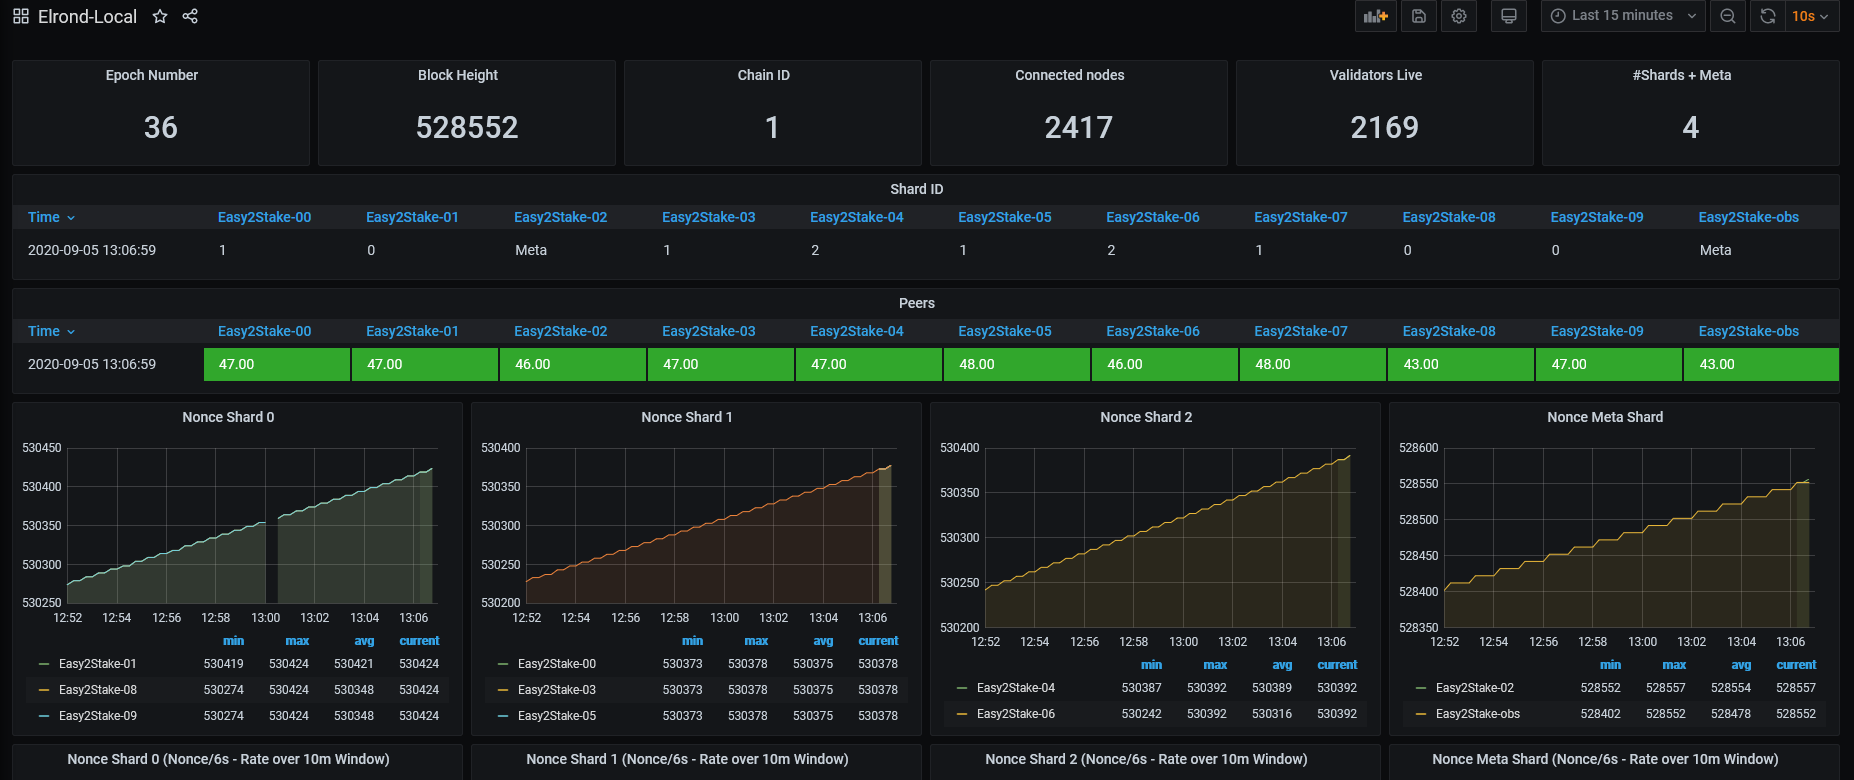 Elrond-Local
Last 15 minutes
10s
Epoch Number
36
Block Height
528552
Chain ID
1
Connected nodes
2417
Validators Live
2169
#Shards + Meta
4
Shard ID
Time Easy2Stake-00 Easy2Stake-01 Easy2Stake-02 Easy2Stake-03 Easy2Stake-04 Easy2Stake-05 Easy2Stake-06 Easy2Stake-07 Easy2Stake-08 Easy2Stake-09 Easy2Stake-obs
2020-09-05 13:06:59 1 0 Meta 1 2 1 2 1 0 0 Meta
Peers
Time Easy2Stake-00 Easy2Stake-01 Easy2Stake-02 Easy2Stake-03 Easy2Stake-04 Easy2Stake-05 Easy2Stake-06 Easy2Stake-07 Easy2Stake-08 Easy2Stake-09 Easy2Stake-obs
2020-09-05 13:06:59 47.00 47.00 46.00 47.00 47.00 48.00 46.00 48.00 43.00 47.00 43.00
Nonce Shard 0
530450
530400
530350
530300
530250
12:52 12:54 12:56 12:58 13:00 13:02 13:04 13:06
min max avg current
Easy2Stake-01 530419 530424 530421 530424
Easy2Stake-08 530274 530424 530348 530424
Easy2Stake-09 530274 530424 530348 530424
Nonce Shard 1
530400
530350
530300
530250
530200
12:52 12:54 12:56 12:58 13:00 13:02 13:04 13:06
min max avg current
Easy2Stake-00 530373 530378 530375 530378
Easy2Stake-03 530373 530378 530375 530378
Easy2Stake-05 530373 530378 530375 530378
Nonce Shard 2
530400
530350
530300
530250
530200
12:52 12:54 12:56 12:58 13:00 13:02 13:04 13:06
min max avg current
Easy2Stake-04 530387 530392 530389 530392
Easy2Stake-06 530242 530392 530316 530392
Nonce Meta Shard
528600
528550
528500
528450
528400
528350
12:52 12:54 12:56 12:58 13:00 13:02 13:04 13:06
min max avg current
Easy2Stake-02 528552 528557 528554 528557
Easy2Stake-obs 528402 528552 528478 528552
Nonce Shard 0 (Nonce/6s - Rate over 10m Window)
Nonce Shard 1 (Nonce/6s - Rate over 10m Window)
Nonce Shard 2 (Nonce/6s - Rate over 10m Window)
Nonce Meta Shard (Nonce/6s - Rate over 10m Window)